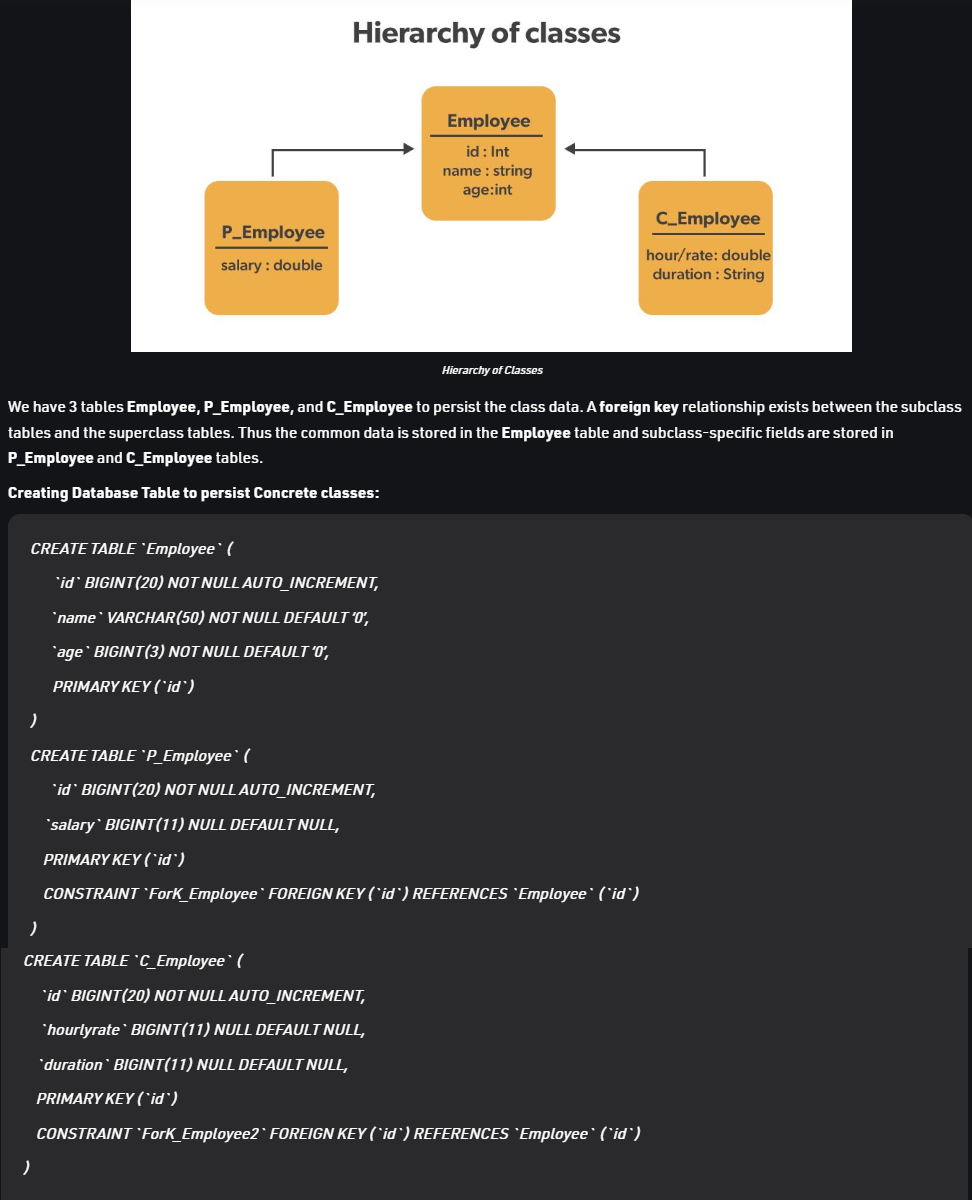 Hierarchy of classes
Employee
id : Int
name : string
age:int
P_Employee
salary : double
C_Employee
hour/rate: double
duration : String
Hierarchy of Classes
We have 3 tables Employee, P_Employee, and C_Employee to persist the class data. A foreign key relationship exists between the subclass
tables and the superclass tables. Thus the common data is stored in the Employee table and subclass-specific fields are stored in
P_Employee and C_Employee tables.
Creating Database Table to persist Concrete classes:
CREATE TABLE `Employee` (
`id` BIGINT(20) NOT NULL AUTO_INCREMENT,
`name` VARCHAR(50) NOT NULL DEFAULT ‘0’,
`age` BIGINT(3) NOT NULL DEFAULT ‘0’,
PRIMARY KEY (`id`)
)
CREATE TABLE `P_Employee` (
`id` BIGINT(20) NOT NULL AUTO_INCREMENT,
`salary` BIGINT(11) NULL DEFAULT NULL,
PRIMARY KEY (`id`)
CONSTRAINT `ForK_Employee` FOREIGN KEY (`id`) REFERENCES `Employee` (`id`)
)
CREATE TABLE `C_Employee` (
`id` BIGINT(20) NOT NULL AUTO_INCREMENT,
`hourlyrate` BIGINT(11) NULL DEFAULT NULL,
`duration` BIGINT(11) NULL DEFAULT NULL,
PRIMARY KEY (`id`)
CONSTRAINT `ForK_Employee2` FOREIGN KEY (`id`) REFERENCES `Employee` (`id`)
)